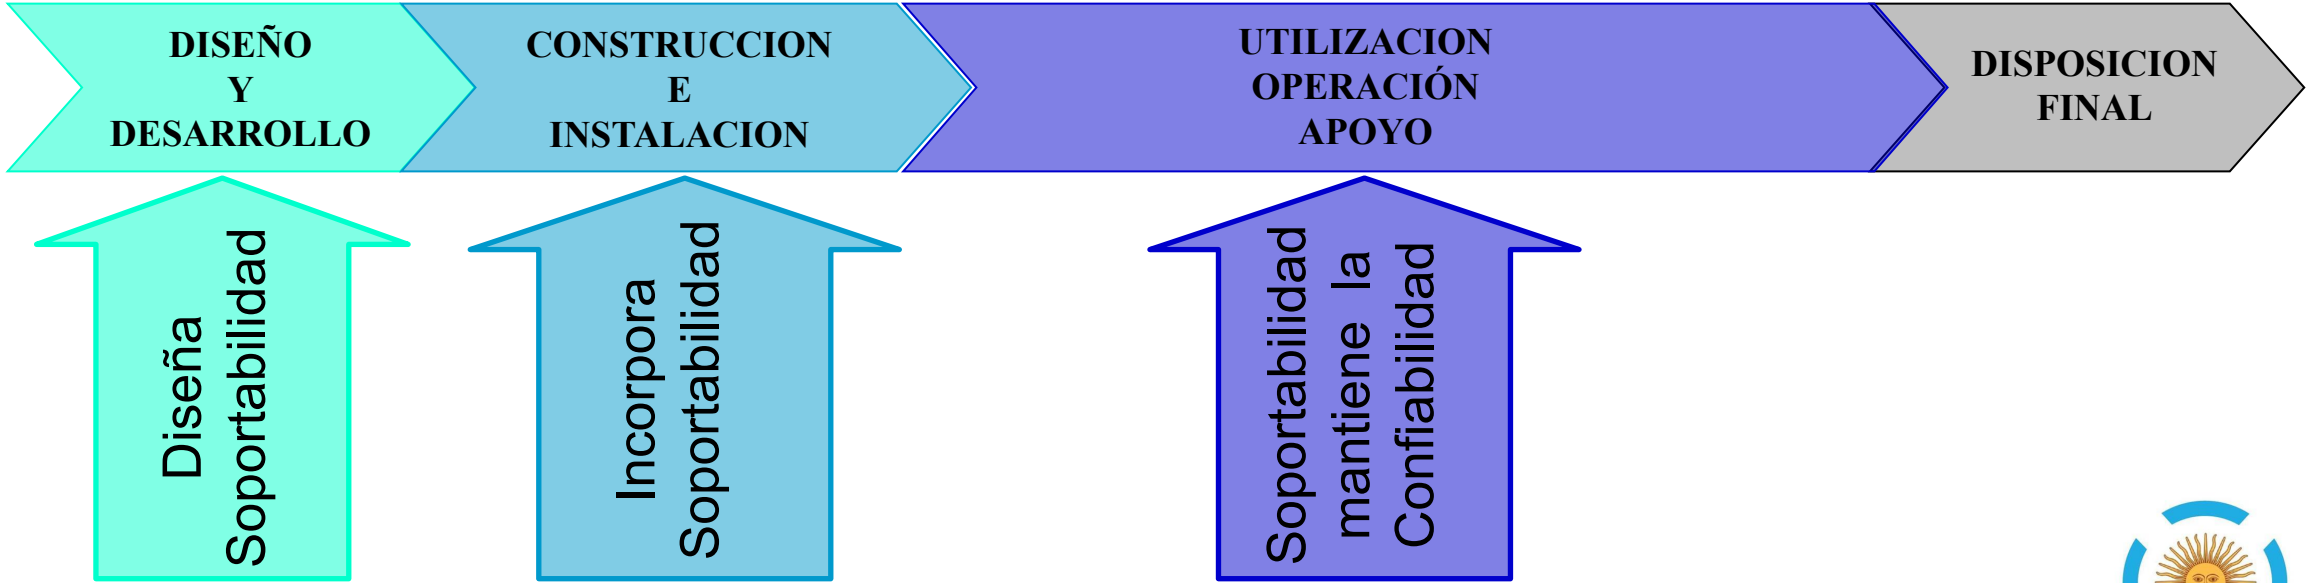 DISEÑO
Y
DESARROLLO
CONSTRUCCION
E
INSTALACION
UTILIZACION
OPERACIÓN
APOYO
DISPOSICION
FINAL
Diseña
Soportabilidad
Incorpora
Soportabilidad
Soportabilidad
mantiene la
Confiabilidad